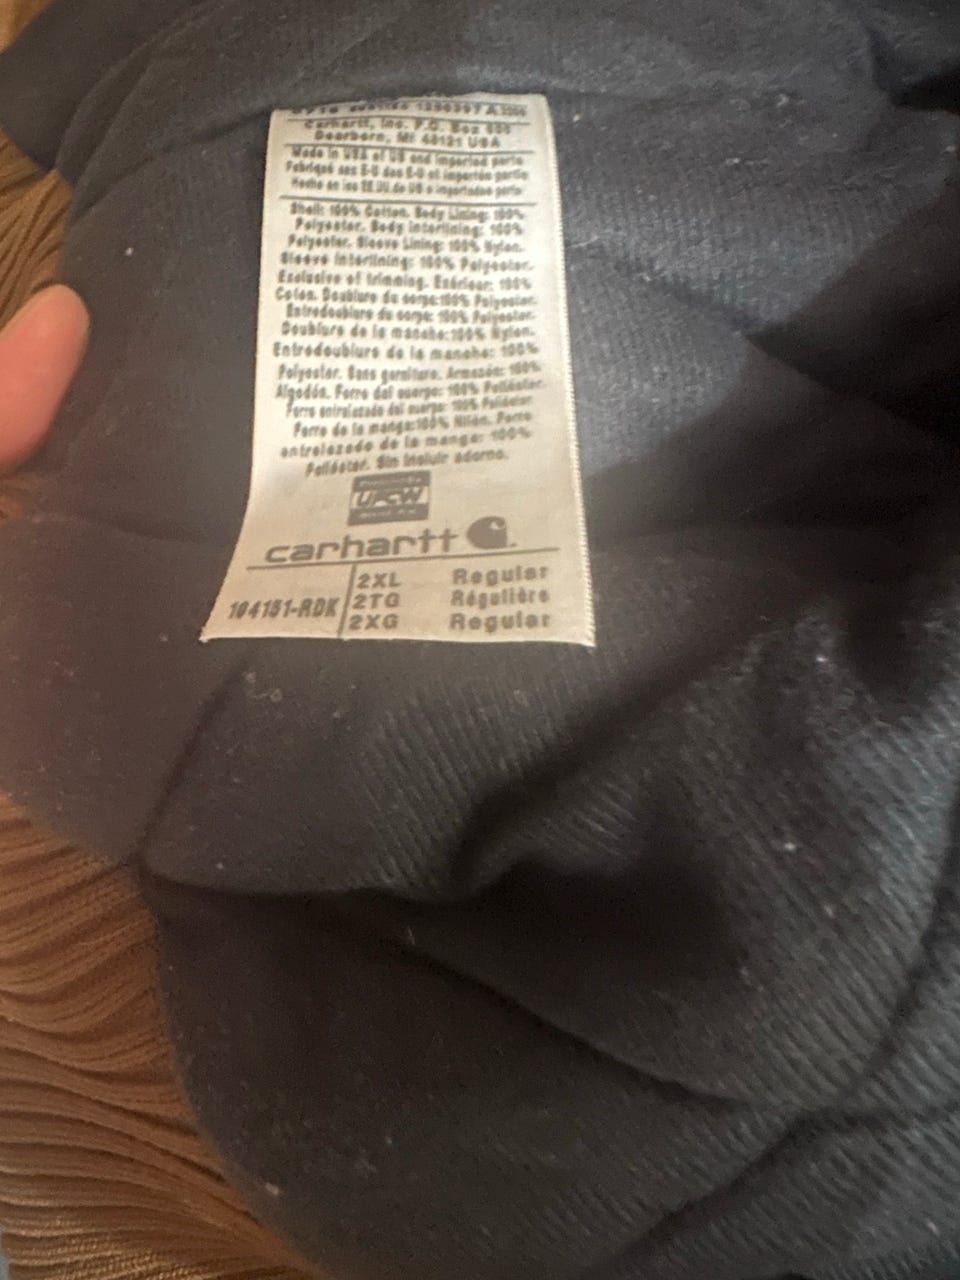 Carhartt, Inc. P.O. Box 600
Dearborn, MI 48121 USA
Made in USA of US and imported parts
Fabriqué aux E-U des E-U et importés parts
Hecho en los EE.UU.de US e importados parts
Shell: 100% Cotton. Body Lining: 100%
Polyester. Body Interlining: 100%
Polyester. Sleeve Lining: 100% Nylon.
Sleeve Interlining: 100% Polyester.
Exclusive of trimming. Extérieur: 100%
Coton. Doublure du corps:100% Polyester.
Entredoublure du corps: 100% Polyester.
Doublure de la manche:100% Nylon.
Entredoublure de la manche: 100%
Polyester. Sans garniture. Armazón: 100%
Algodón. Forro del cuerpo: 100% Poliéster.
Forro entrelazado del cuerpo: 100% Poliéster
Forro de la manga:100% Nilón. Forro
entrelazado de la manga: 100%
Poliéster. Sin incluir adorno.
UFCW
carhartt
104151-RDK
2XL Regular
2TG Régulière
2XG Regular